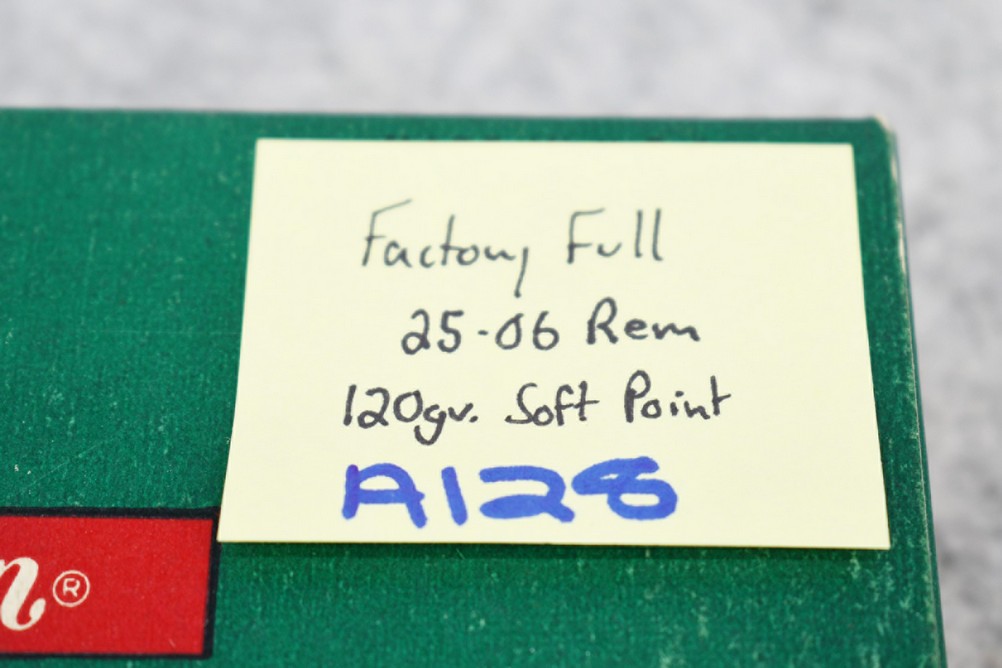 Factory Full
25-06 Rem
120gr. Soft Point
A128
n®